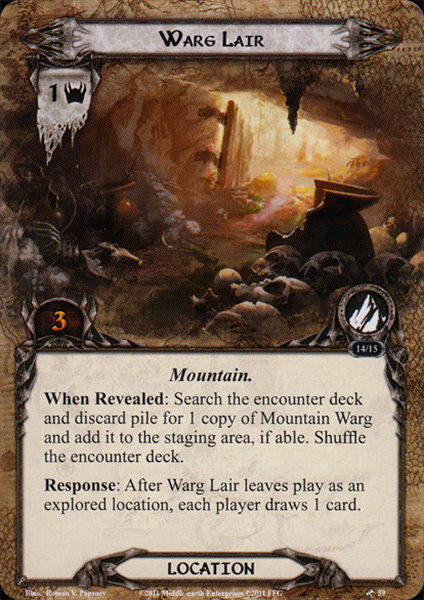 Warg Lair
1
3
14/15
Mountain.
When Revealed: Search the encounter deck
and discard pile for 1 copy of Mountain Warg
and add it to the staging area, if able. Shuffle
the encounter deck.
Response: After Warg Lair leaves play as an
explored location, each player draws 1 card.
LOCATION
Illus. Roman V. Papsuev ©2011 Middle-earth Enterprises ©2011 FFG 59